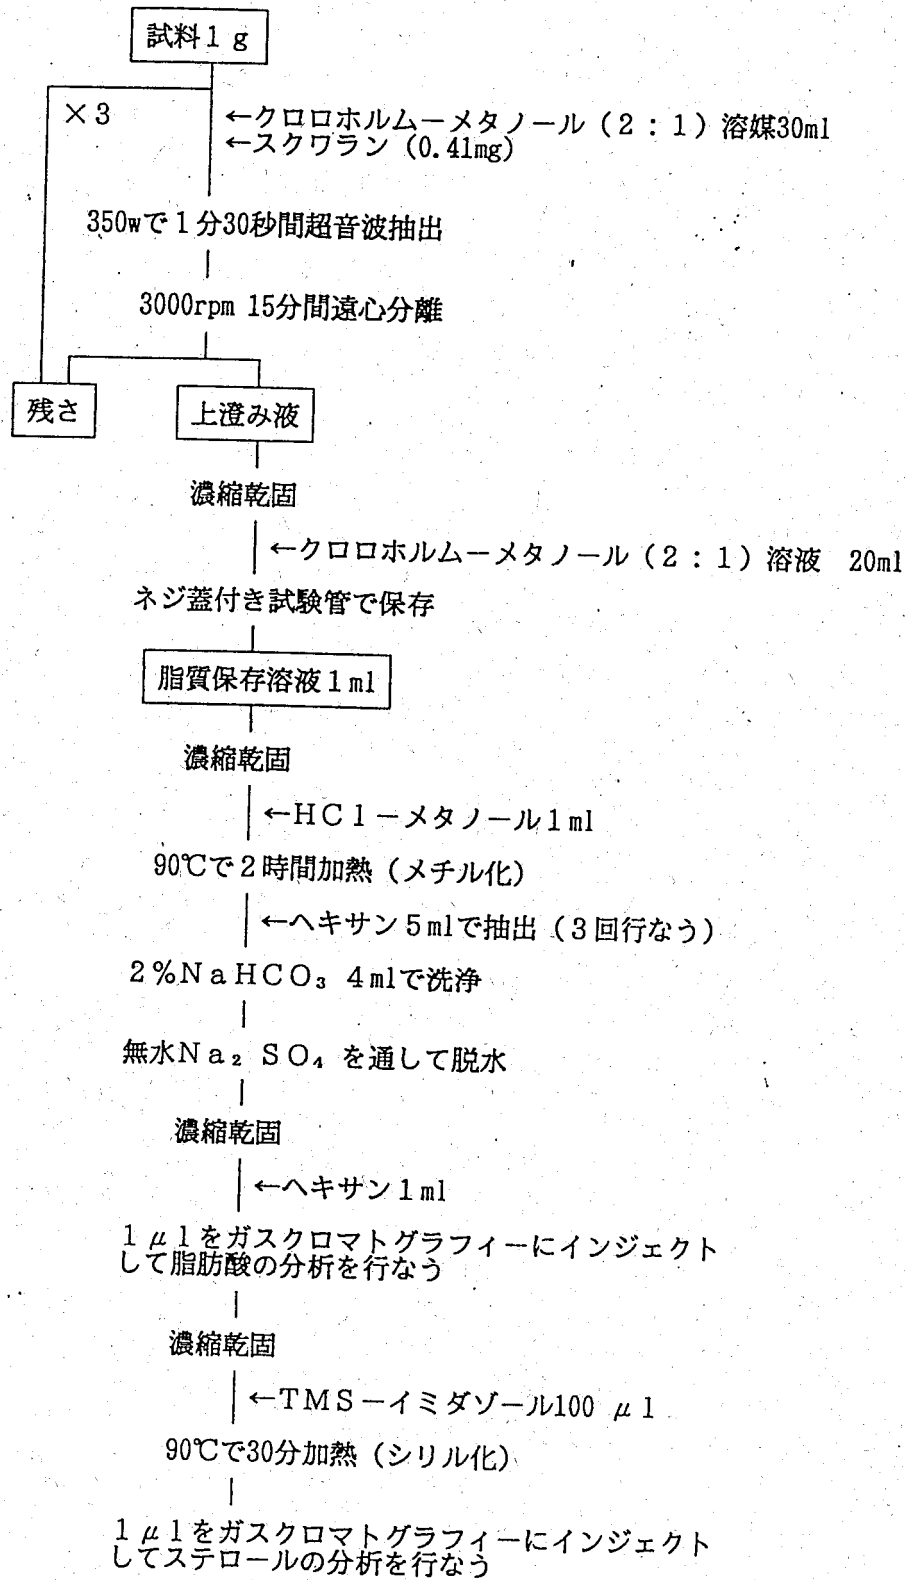 試料1g
×3
←クロロホルムーメタノール（2：1）溶媒30ml
←スクワラン（0.41mg）
350wで1分30秒間超音波抽出
3000rpm 15分間遠心分離
残さ
上澄み液
濃縮乾固
←クロロホルムーメタノール（2：1）溶液 20ml
ネジ蓋付き試験管で保存
脂質保存溶液1ml
濃縮乾固
←HCl－メタノール1ml
90℃で2時間加熱（メチル化）
←ヘキサン5mlで抽出（3回行なう）
2％NaHCO₃ 4mlで洗浄
無水Na₂SO₄を通して脱水
濃縮乾固
←ヘキサン1ml
1μlをガスクロマトグラフィーにインジェクト
して脂肪酸の分析を行なう
濃縮乾固
←TMS－イミダゾール100μl
90℃で30分加熱（シリル化）
1μlをガスクロマトグラフィーにインジェクト
してステロールの分析を行なう